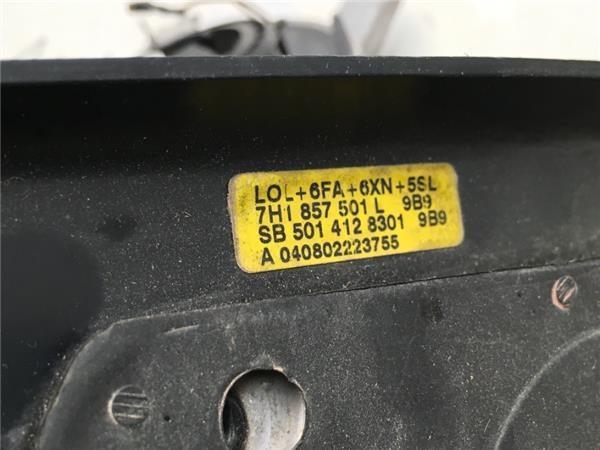 LOL+6FA+6XN+5SL
7H1 857 501 L 9B9
SB 501 412 8301 9B9
A 040802223755